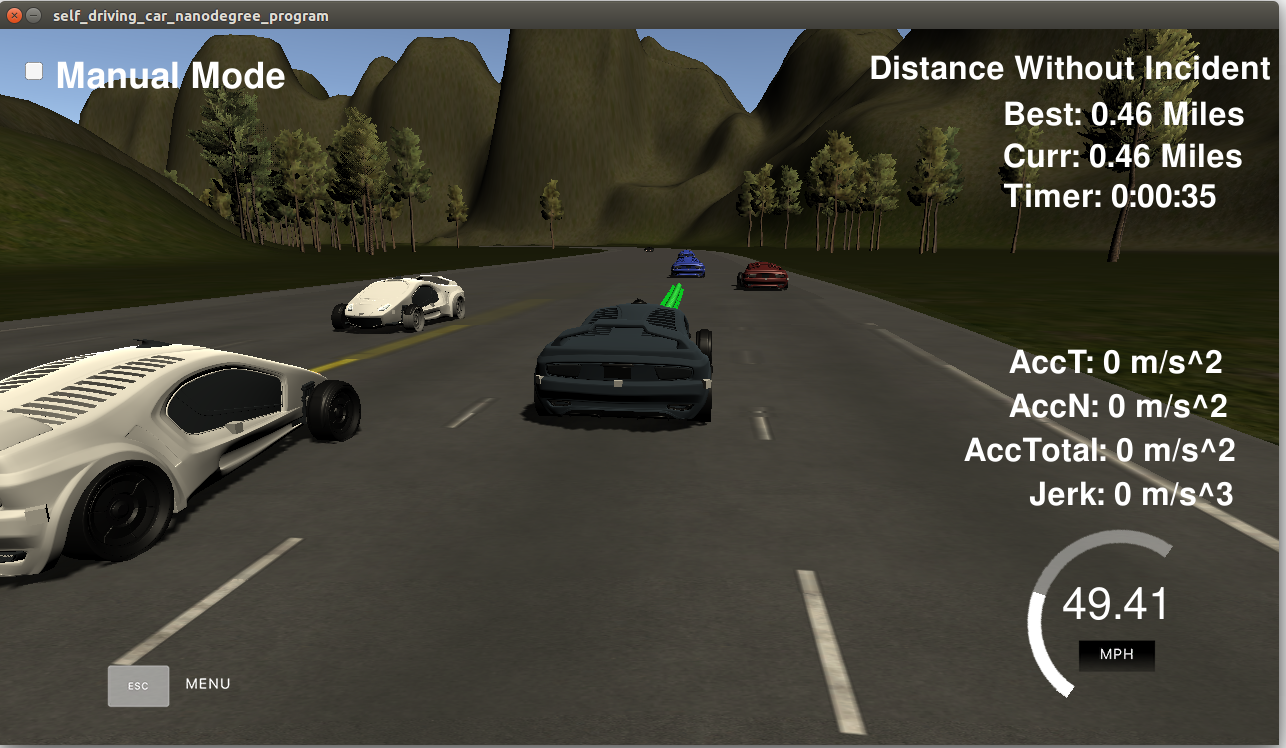 self_driving_car_nanodegree_program
Manual Mode
Distance Without Incident
Best: 0.46 Miles
Curr: 0.46 Miles
Timer: 0:00:35
AccT: 0 m/s^2
AccN: 0 m/s^2
AccTotal: 0 m/s^2
Jerk: 0 m/s^3
49.41
MPH
ESC MENU